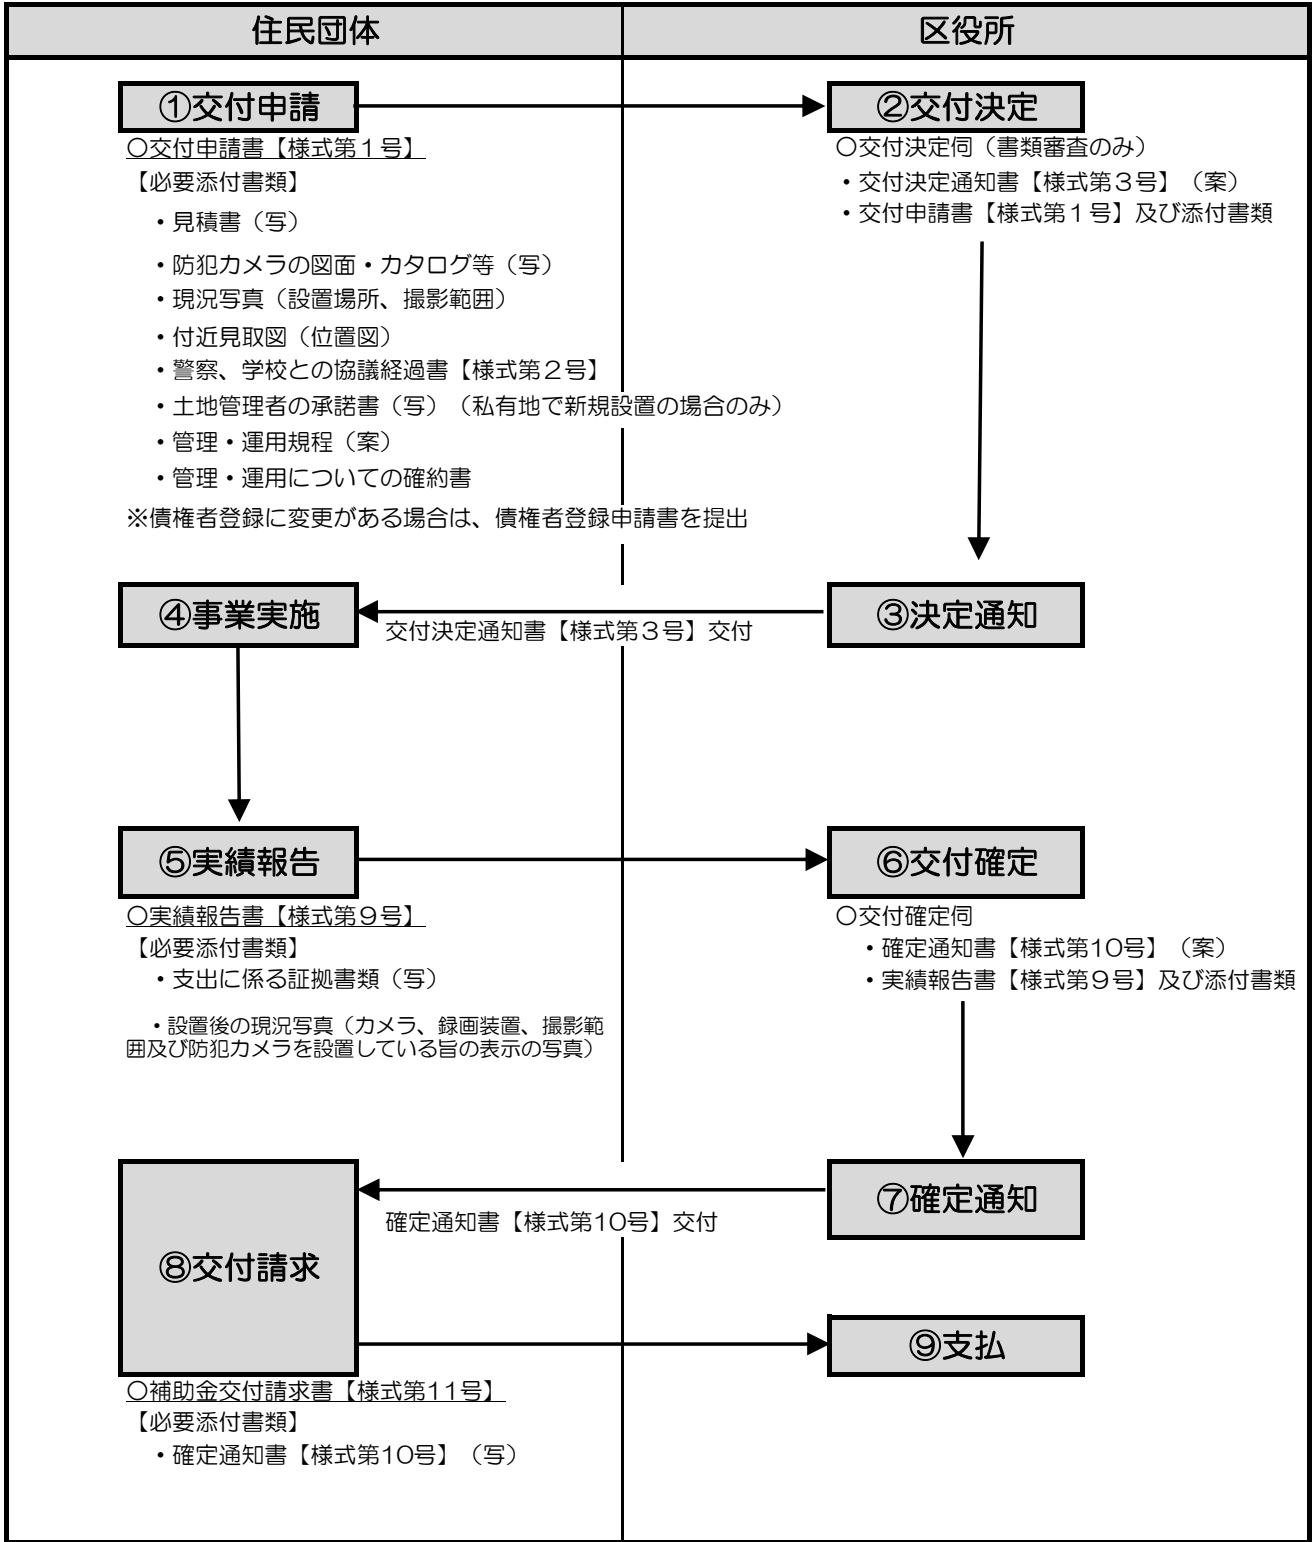 住民団体
区役所
①交付申請
②交付決定
〇交付申請書【様式第１号】
【必要添付書類】
・見積書（写）
・防犯カメラの図面・カタログ等（写）
・現況写真（設置場所、撮影範囲）
・付近見取図（位置図）
・警察、学校との協議経過書【様式第２号】
・土地管理者の承諾書（写）（私有地で新規設置の場合のみ）
・管理・運用規程（案）
・管理・運用についての確約書
※債権者登録に変更がある場合は、債権者登録申請書を提出
〇交付決定伺（書類審査のみ）
・交付決定通知書【様式第３号】（案）
・交付申請書【様式第１号】及び添付書類
③決定通知
交付決定通知書【様式第３号】交付
④事業実施
⑤実績報告
⑥交付確定
〇実績報告書【様式第９号】
【必要添付書類】
・支出に係る証拠書類（写）
・設置後の現況写真（カメラ、録画装置、撮影範
囲及び防犯カメラを設置している旨の表示の写真）
〇交付確定伺
・確定通知書【様式第10号】（案）
・実績報告書【様式第９号】及び添付書類
⑦確定通知
確定通知書【様式第10号】交付
⑧交付請求
⑨支払
〇補助金交付請求書【様式第11号】
【必要添付書類】
・確定通知書【様式第10号】（写）